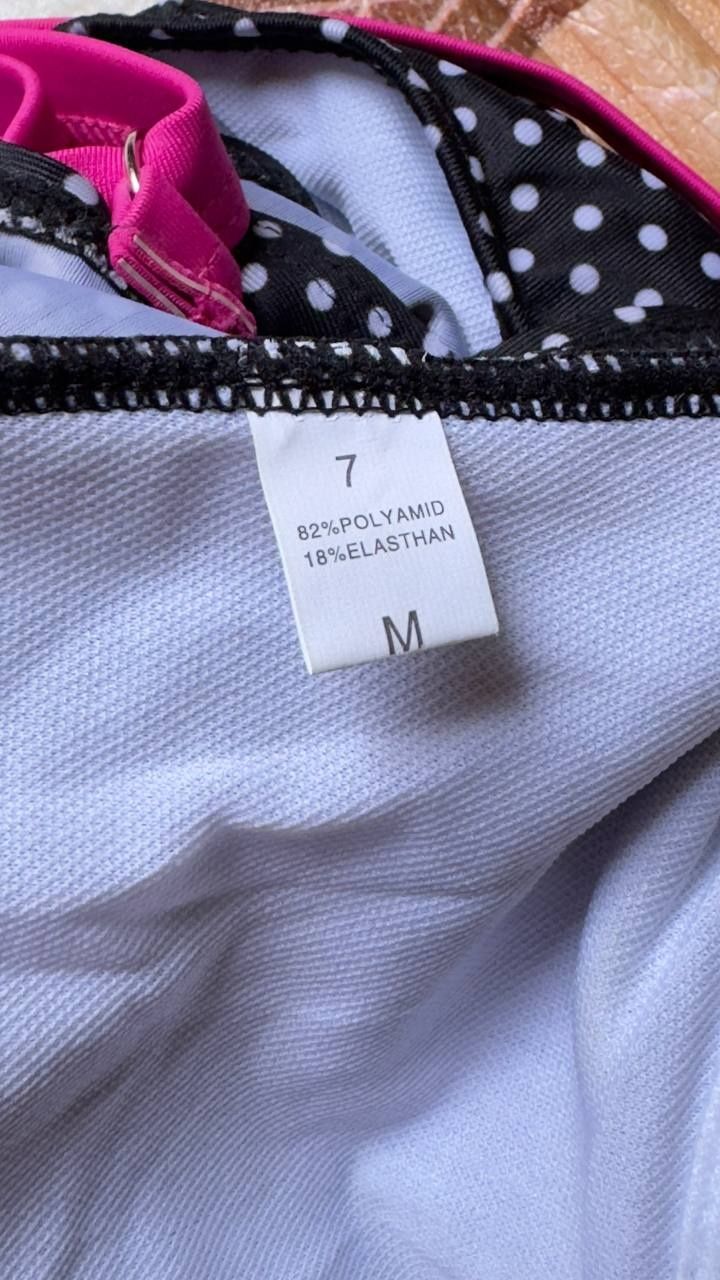 7
82%POLYAMID
18%ELASTHAN
M